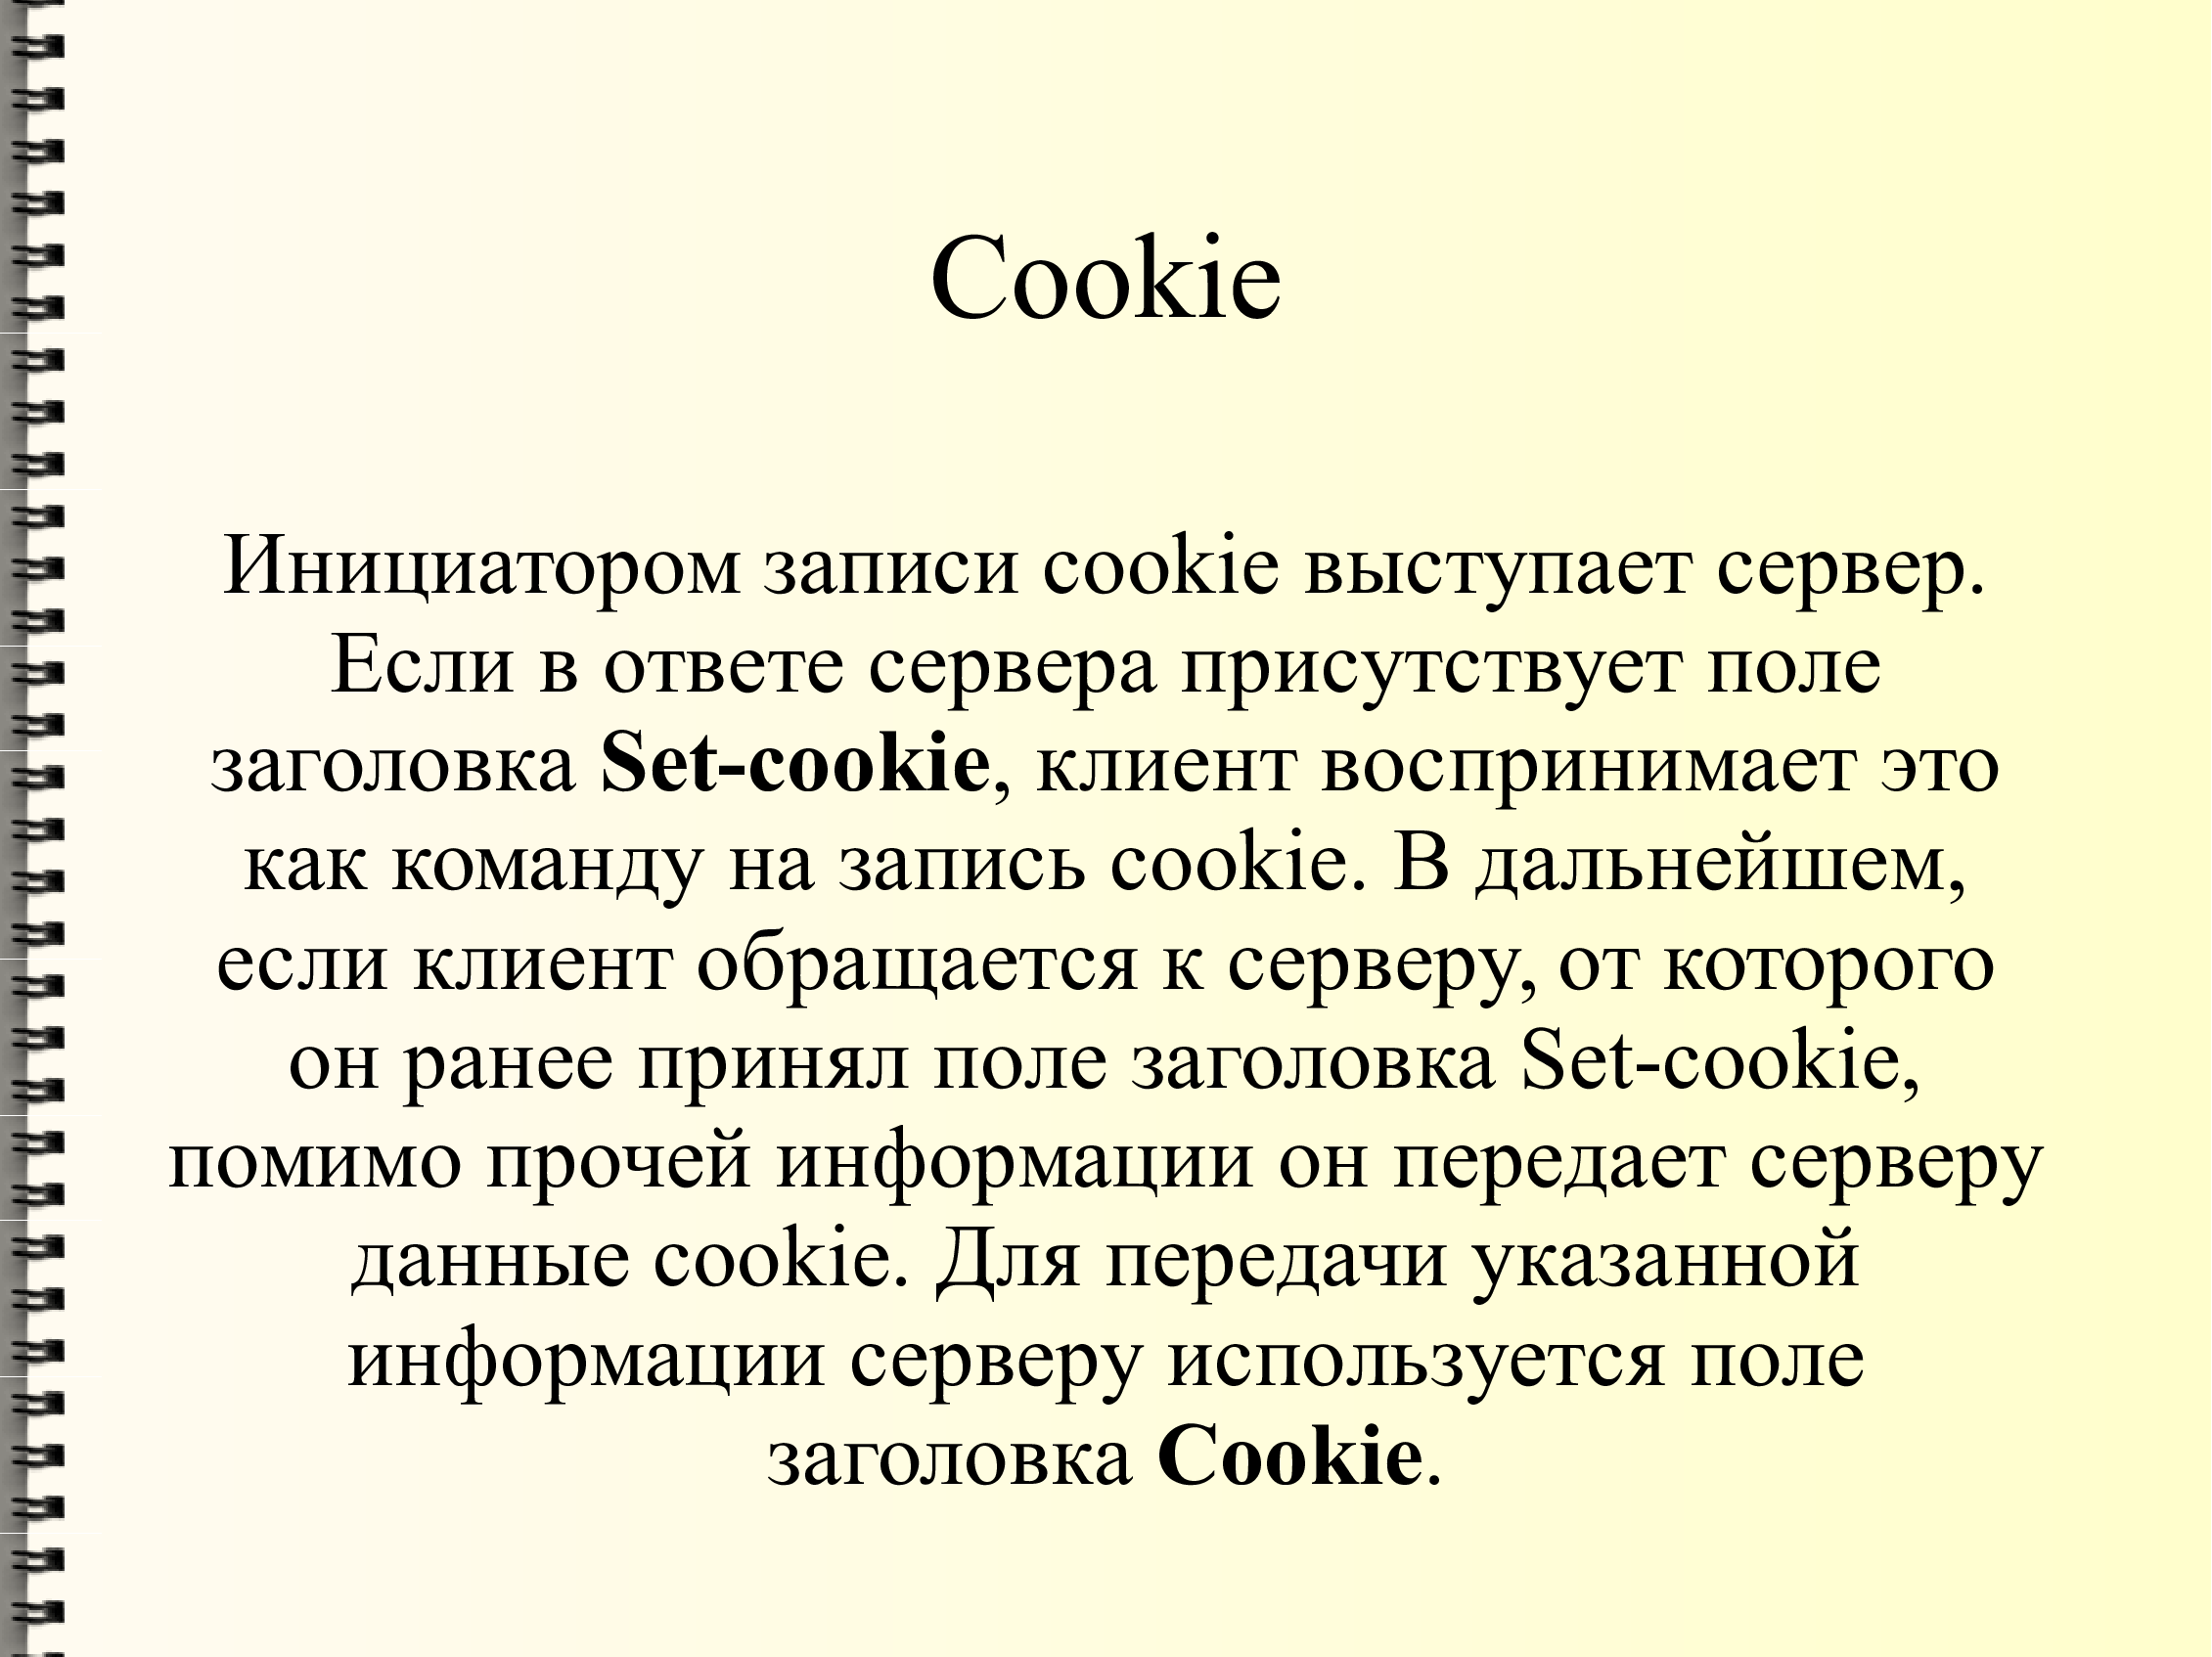 Cookie
Инициатором записи cookie выступает сервер.
Если в ответе сервера присутствует поле
заголовка Set-cookie, клиент воспринимает это
как команду на запись cookie. В дальнейшем,
если клиент обращается к серверу, от которого
он ранее принял поле заголовка Set-cookie,
помимо прочей информации он передает серверу
данные cookie. Для передачи указанной
информации серверу используется поле
заголовка Cookie.